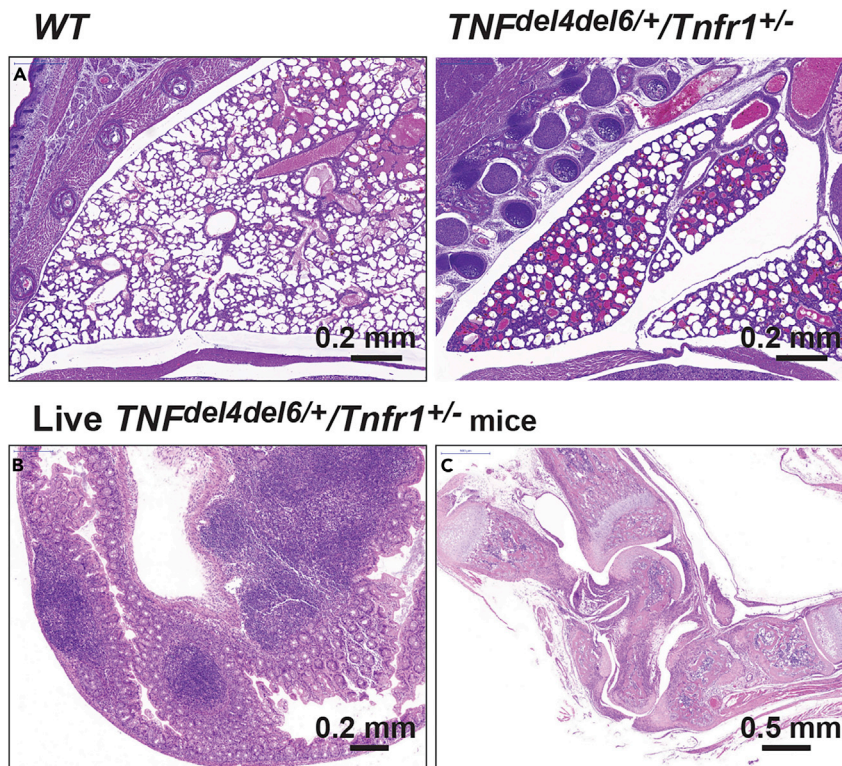 WT
TNFdel4del6/+/Tnfr1+/-
A
0.2 mm
0.2 mm
Live TNFdel4del6/+/Tnfr1+/- mice
B
0.2 mm
C
0.5 mm